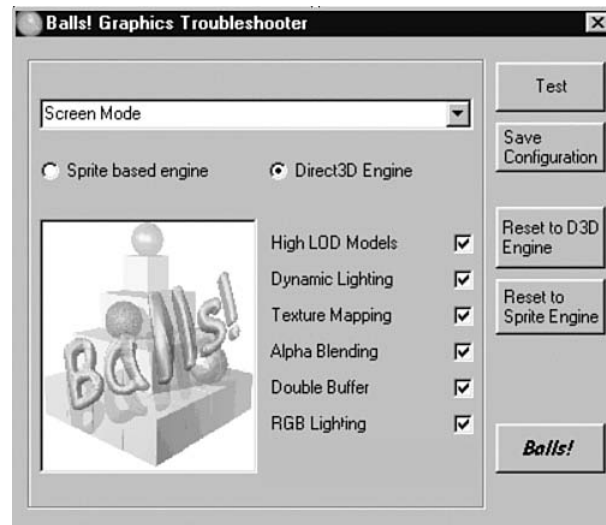 Balls! Graphics Troubleshooter
Test
Screen Mode
Save
Configuration
Sprite based engine
Direct3D Engine
Reset to D3D
Engine
High LOD Models
Dynamic Lighting
Reset to
Sprite Engine
Texture Mapping
Alpha Blending
Double Buffer
RGB Lighting
Balls!
Balls!